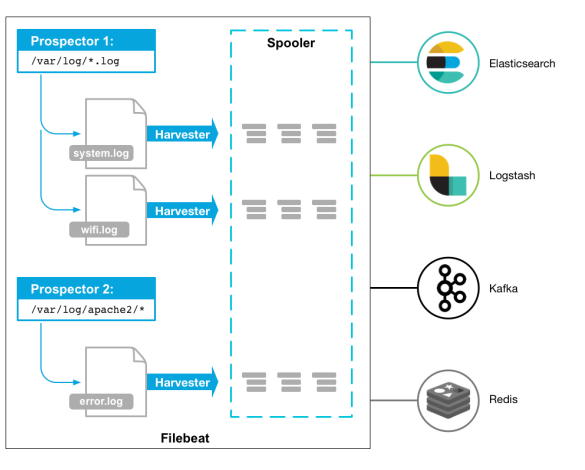 Prospector 1:
/var/log/*.log
system.log
Harvester
wifi.log
Harvester
Prospector 2:
/var/log/apache2/*
error.log
Harvester
Spooler
Filebeat
Elasticsearch
Logstash
Kafka
Redis